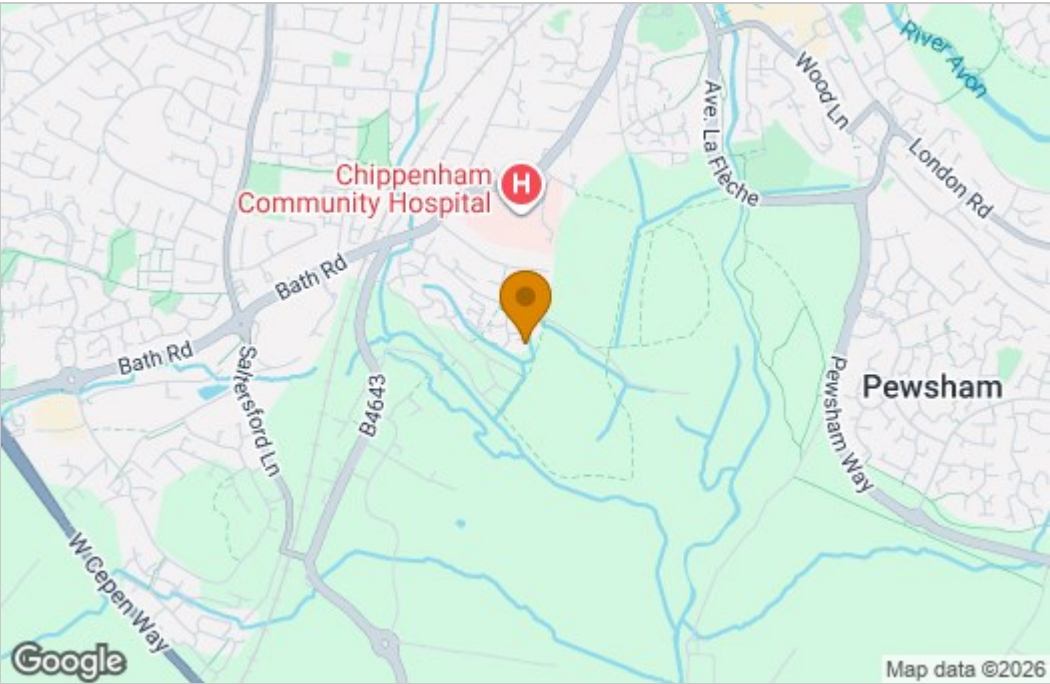 River Avon
Wood Ln
Ave. La Flèche
London Rd
Chippenham
Community Hospital
H
Bath Rd
Bath Rd
Saltersford Ln
B4643
Pewsham
Pewsham Way
W Cepen Way
Google
Map data ©2026